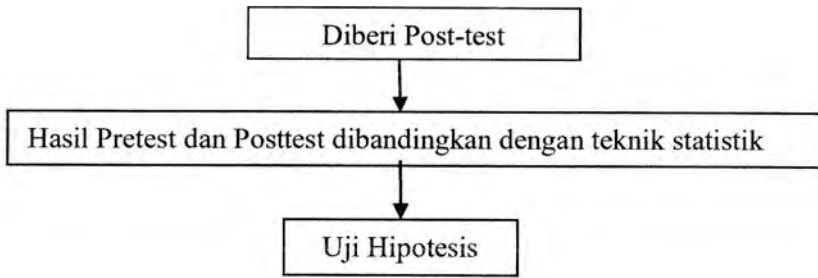 Diberi Post-test
Hasil Pretest dan Posttest dibandingkan dengan teknik statistik
Uji Hipotesis